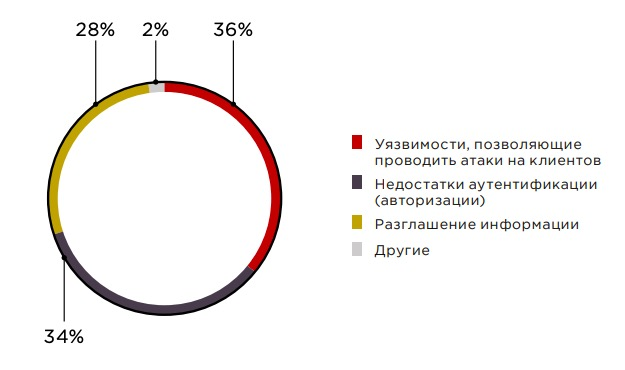 28%
2%
36%
34%
Уязвимости, позволяющие
проводить атаки на клиентов
Недостатки аутентификации
(авторизации)
Разглашение информации
Другие